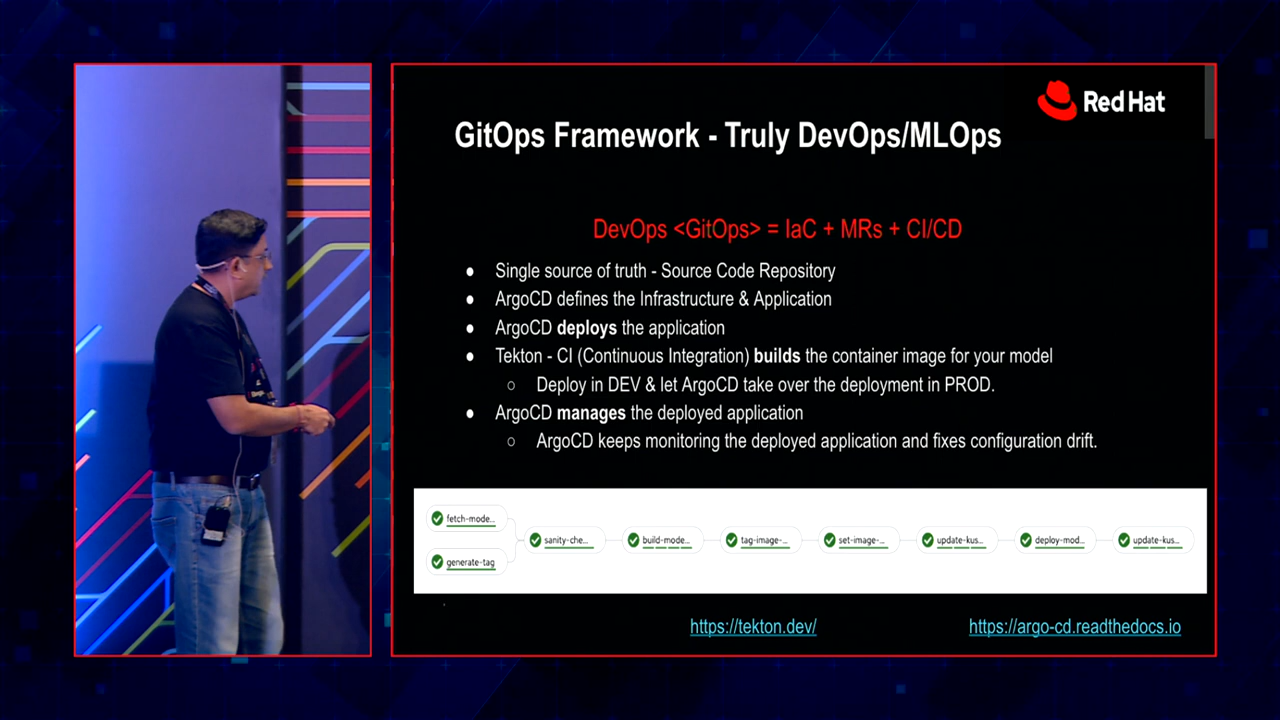 Red Hat
GitOps Framework - Truly DevOps/MLOps
DevOps <GitOps> = IaC + MRs + CI/CD
● Single source of truth - Source Code Repository
● ArgoCD defines the Infrastructure & Application
● ArgoCD deploys the application
● Tekton - CI (Continuous Integration) builds the container image for your model
○ Deploy in DEV & let ArgoCD take over the deployment in PROD.
● ArgoCD manages the deployed application
○ ArgoCD keeps monitoring the deployed application and fixes configuration drift.
fetch-mode...
generate-tag
sanity-che...
build-mode...
tag-image-...
set-image-...
update-kus...
deploy-mod...
update-kus...
https://tekton.dev/
https://argo-cd.readthedocs.io